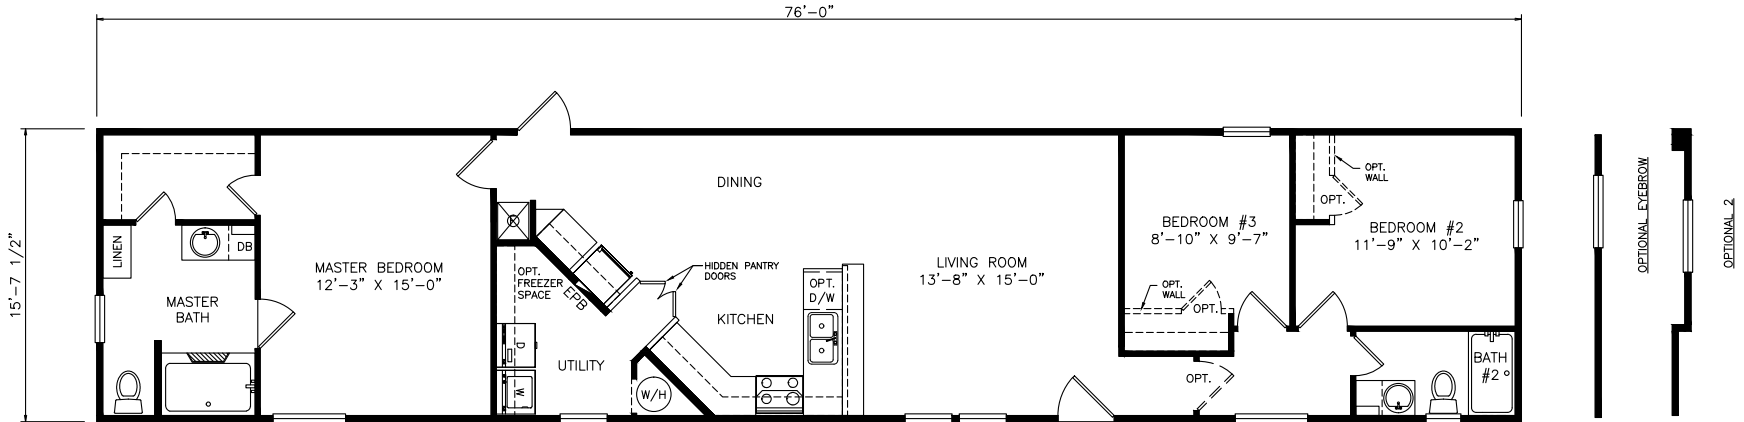 76'-0"
15'-7 1/2"
LINEN
DB
MASTER
BATH
MASTER BEDROOM
12'-3" X 15'-0"
OPT.
FREEZER
SPACE
EPB
D
W
UTILITY
W/H
DINING
HIDDEN PANTRY
DOORS
KITCHEN
OPT.
D/W
LIVING ROOM
13'-8" X 15'-0"
BEDROOM #3
8'-10" X 9'-7"
OPT.
WALL
OPT.
OPT.
OPT.
WALL
OPT.
BEDROOM #2
11'-9" X 10'-2"
BATH
#2
OPTIONAL EYEBROW
OPTIONAL 2